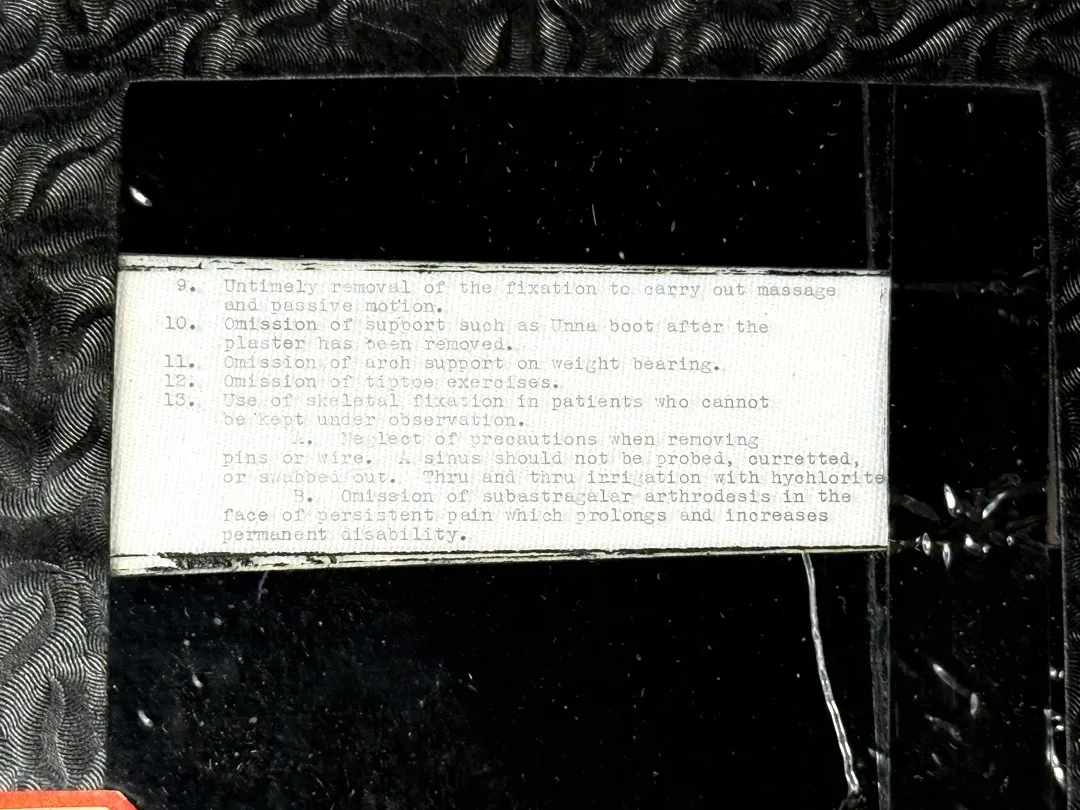 9. Untimely removal of the fixation to carry out massage
and passive motion.
10. Omission of support such as Unna boot after the
plaster has been removed.
11. Omission of arch support on weight bearing.
12. Omission of tiptoe exercises.
13. Use of skeletal fixation in patients who cannot
be kept under observation.
A. Neglect of precautions when removing
pins or wire. A sinus should not be probed, curretted,
or swabbed out. Thru and thru irrigation with hychlorite
B. Omission of subastragalar arthrodesis in the
face of persistent pain which prolongs and increases
permanent disability.